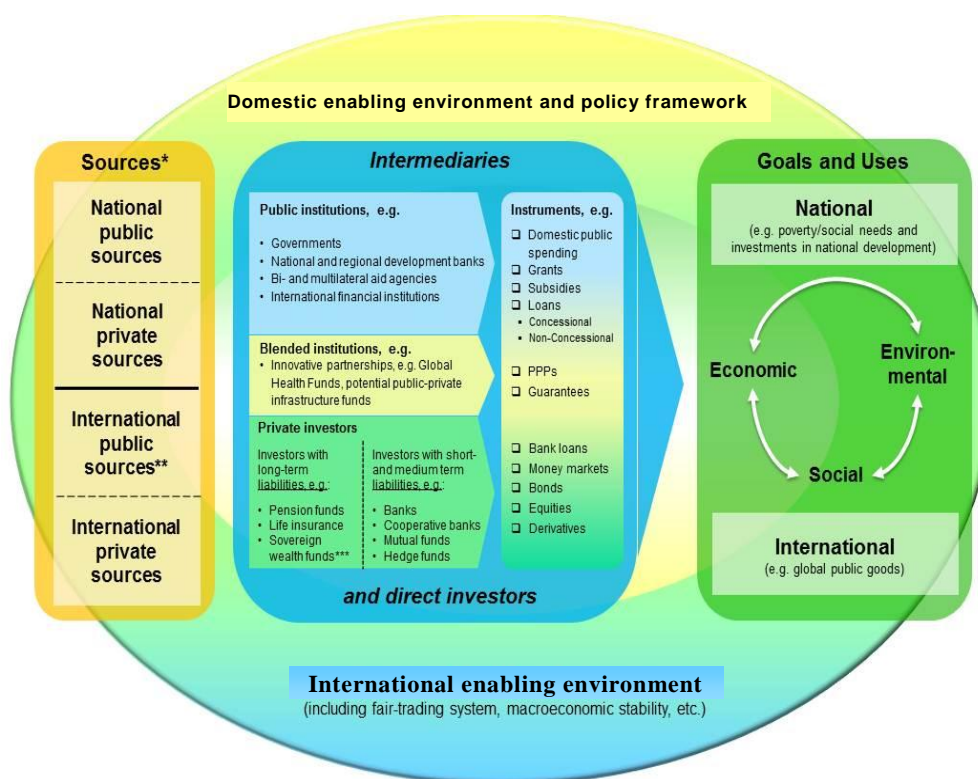 Domestic enabling environment and policy framework
Sources*
National
public
sources
National
private
sources
International
public
sources**
International
private
sources
Intermediaries
Public institutions, e.g.
• Governments
• National and regional development banks
• Bi- and multilateral aid agencies
• International financial institutions
Blended institutions, e.g.
• Innovative partnerships, e.g. Global
Health Funds, potential public-private
infrastructure funds
Private investors
Investors with
long-term
liabilities, e.g.:
• Pension funds
• Life insurance
• Sovereign
wealth funds***
Investors with short-
and medium term
liabilities, e.g.:
• Banks
• Cooperative banks
• Mutual funds
• Hedge funds
Instruments, e.g.
❑ Domestic public
spending
❑ Grants
❑ Subsidies
❑ Loans
▪ Concessional
▪ Non-Concessional
❑ PPPs
❑ Guarantees
❑ Bank loans
❑ Money markets
❑ Bonds
❑ Equities
❑ Derivatives
and direct investors
Goals and Uses
National
(e.g. poverty/social needs and
investments in national development)
Economic
Environ-
mental
Social
International
(e.g. global public goods)
International enabling environment
(including fair-trading system, macroeconomic stability, etc.)